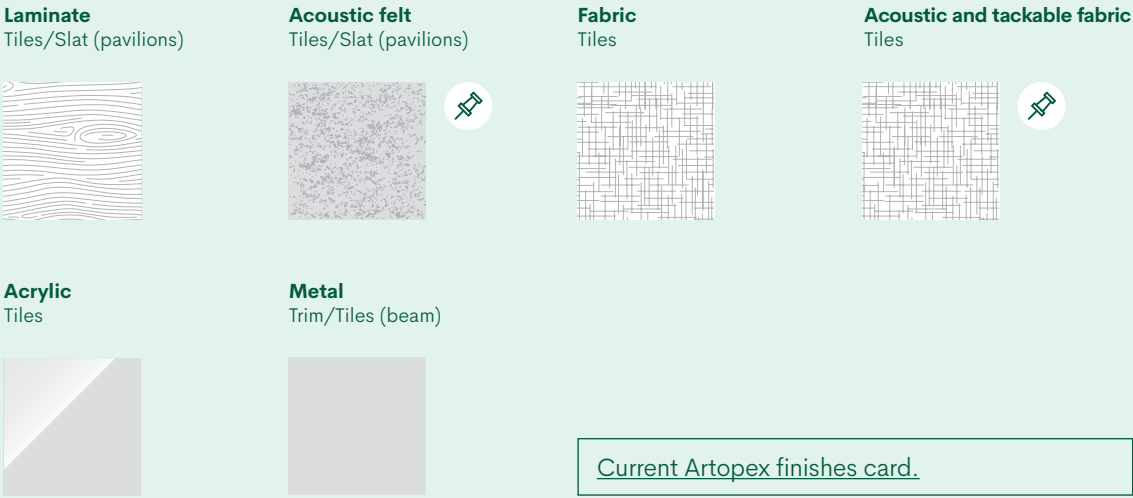 Laminate
Tiles/Slat (pavilions)
Acoustic felt
Tiles/Slat (pavilions)
Fabric
Tiles
Acoustic and tackable fabric
Tiles
Acrylic
Tiles
Metal
Trim/Tiles (beam)
Current Artopex finishes card.